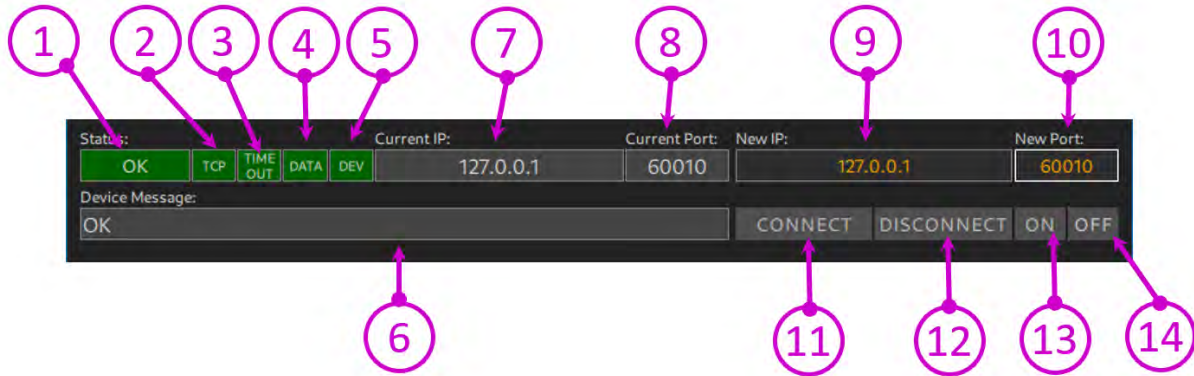 1 2 3 4 5 7 8 9 10
Status: Current IP: Current Port: New IP: New Port:
OK TCP TIME OUT DATA DEV 127.0.0.1 60010 127.0.0.1 60010
Device Message:
OK CONNECT DISCONNECT ON OFF
6 11 12 13 14